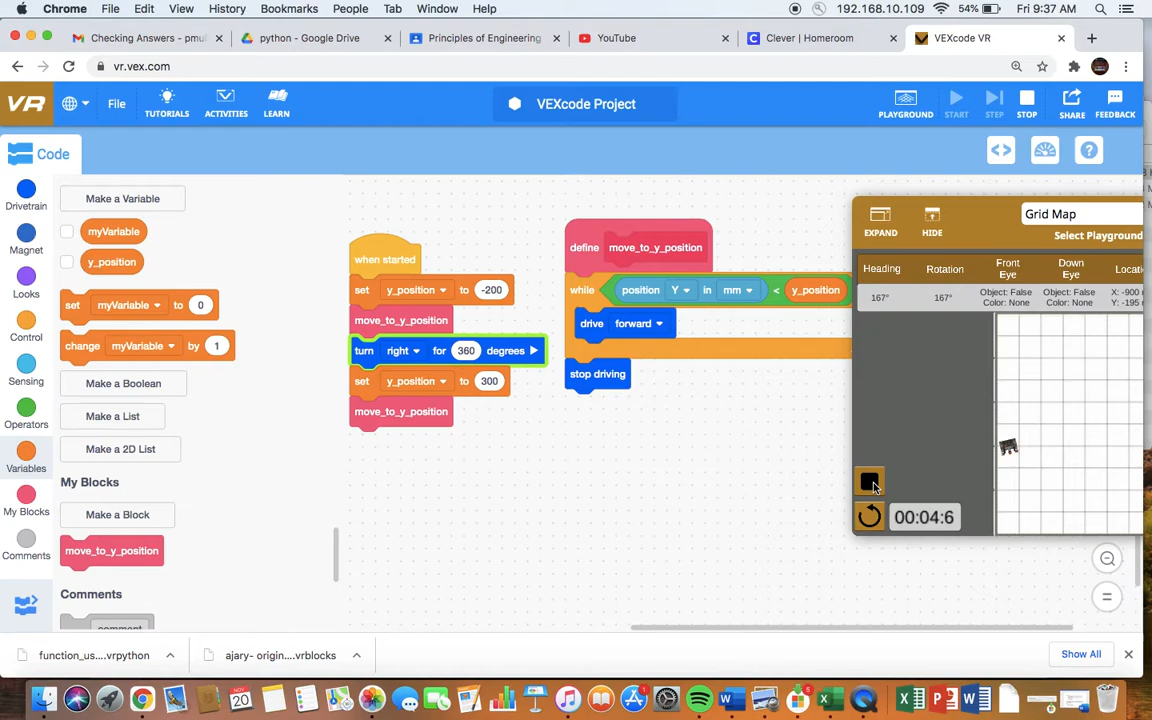 Chrome File Edit View History Bookmarks People Tab Window Help 192.168.10.109 54% Fri 9:37 AM
Checking Answers - pmul python - Google Drive Principles of Engineering YouTube Clever | Homeroom VEXcode VR
vr.vex.com
VR File TUTORIALS ACTIVITIES LEARN VEXcode Project PLAYGROUND START STEP STOP SHARE FEEDBACK
Code
Drivetrain
Magnet
Looks
Control
Sensing
Operators
Variables
My Blocks
Comments
Make a Variable
myVariable
y_position
set myVariable to 0
change myVariable by 1
Make a Boolean
Make a List
Make a 2D List
My Blocks
Make a Block
move_to_y_position
Comments
comment
when started
set y_position to -200
move_to_y_position
turn right for 360 degrees
set y_position to 300
move_to_y_position
define move_to_y_position
while position Y in mm < y_position
drive forward
stop driving
EXPAND HIDE Grid Map
Select Playground
Heading Rotation Front Eye Down Eye Locati
167° 167° Object: False Color: None Object: False Color: None X: -900 Y: -195
00:04:6
function_us....vrpython ajary- origin....vrblocks Show All
NOV
20